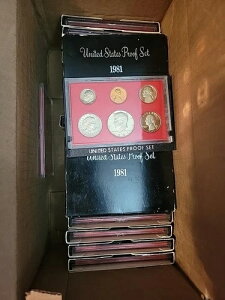 United States Proof Set
1981
UNITED STATES PROOF SET
United States Proof Set
1981